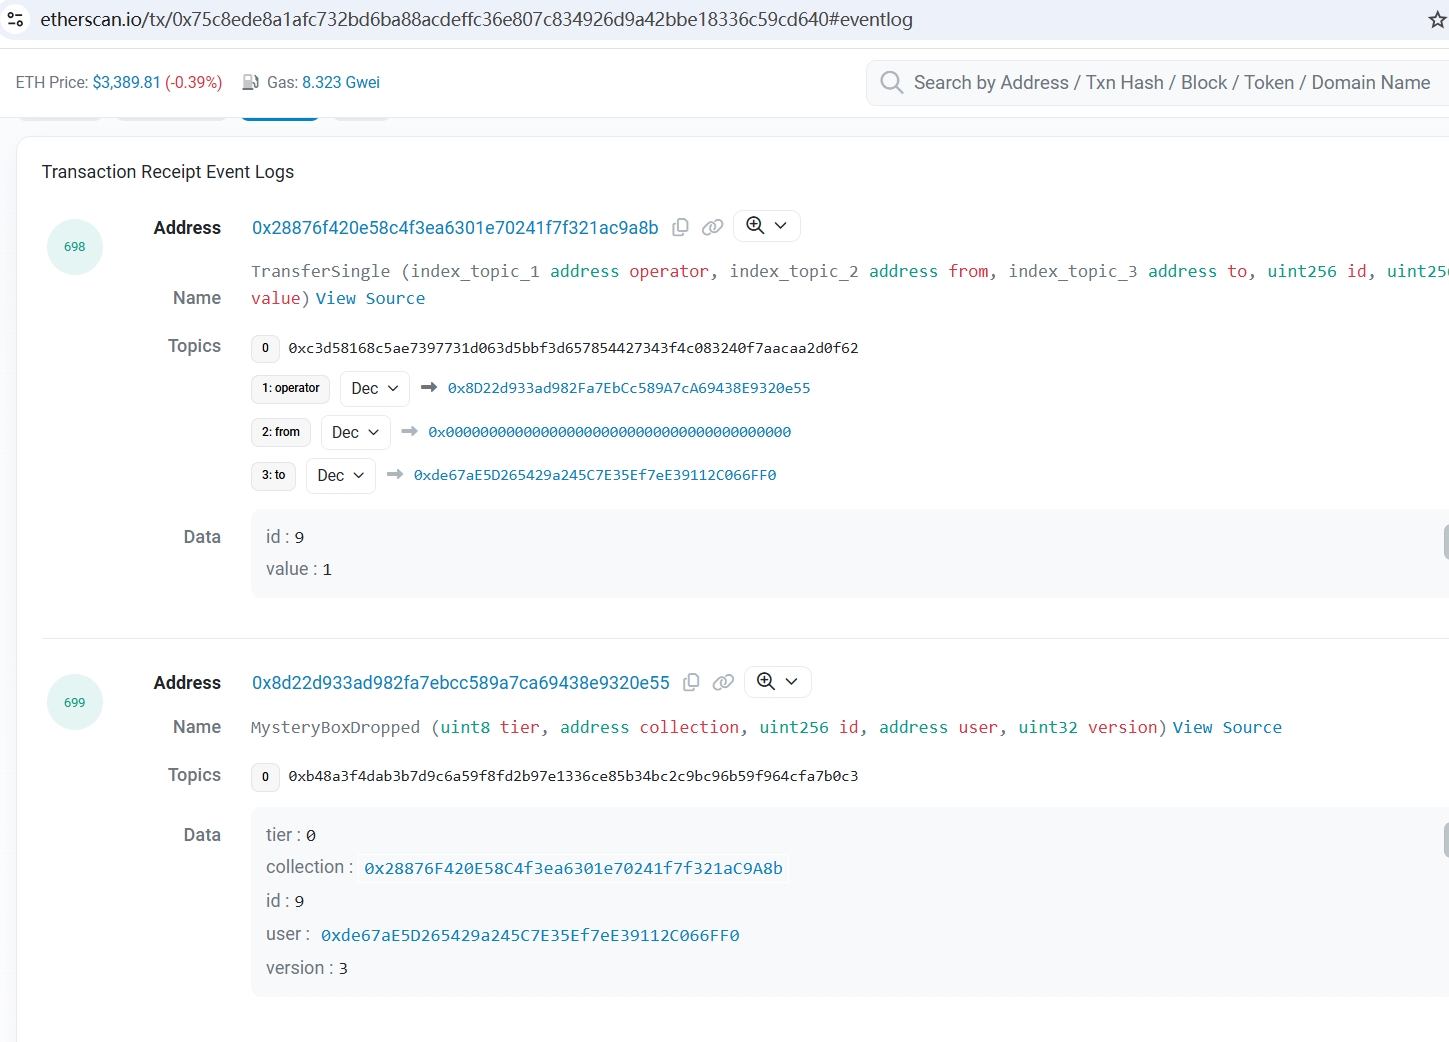 etherscan.io/tx/0x75c8ede8a1afc732bd6ba88acdeffc36e807c834926d9a42bbe18336c59cd640#eventlog
ETH Price: $3,389.81 (-0.39%) Gas: 8.323 Gwei
Search by Address / Txn Hash / Block / Token / Domain Name
Transaction Receipt Event Logs
698
Address 0x28876f420e58c4f3ea6301e70241f7f321ac9a8b
Name TransferSingle (index_topic_1 address operator, index_topic_2 address from, index_topic_3 address to, uint256 id, uint256
value) View Source
Topics 0 0xc3d58168c5ae7397731d063d5bbf3d657854427343f4c083240f7aacaa2d0f62
1: operator Dec 0x8D22d933ad982Fa7EbCc589A7cA69438E9320e55
2: from Dec 0x0000000000000000000000000000000000000000
3: to Dec 0xde67aE5D265429a245C7E35Ef7eE39112C066FF0
Data id : 9
value : 1
699
Address 0x8d22d933ad982fa7ebcc589a7ca69438e9320e55
Name MysteryBoxDropped (uint8 tier, address collection, uint256 id, address user, uint32 version) View Source
Topics 0 0xb48a3f4dab3b7d9c6a59f8fd2b97e1336ce85b34bc2c9bc96b59f964cfa7b0c3
Data tier : 0
collection : 0x28876F420E58C4f3ea6301e70241f7f321aC9A8b
id : 9
user : 0xde67aE5D265429a245C7E35Ef7eE39112C066FF0
version : 3